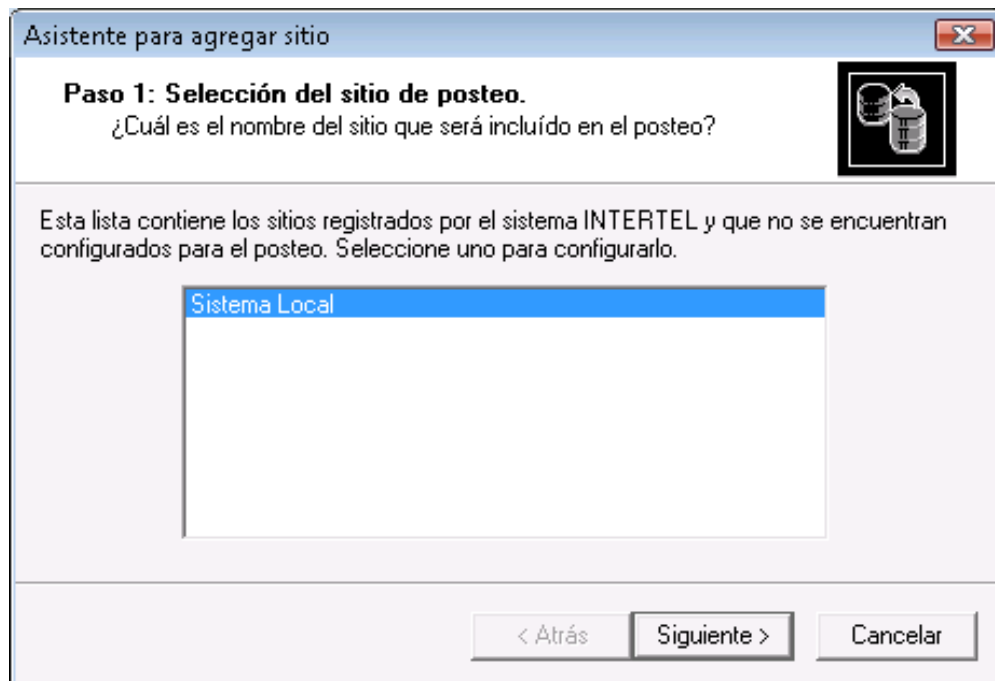 Asistente para agregar sitio
Paso 1: Selección del sitio de posteo.
¿Cuál es el nombre del sitio que será incluído en el posteo?
Esta lista contiene los sitios registrados por el sistema INTERTEL y que no se encuentran
configurados para el posteo. Seleccione uno para configurarlo.
Sistema Local
< Atrás
Siguiente >
Cancelar